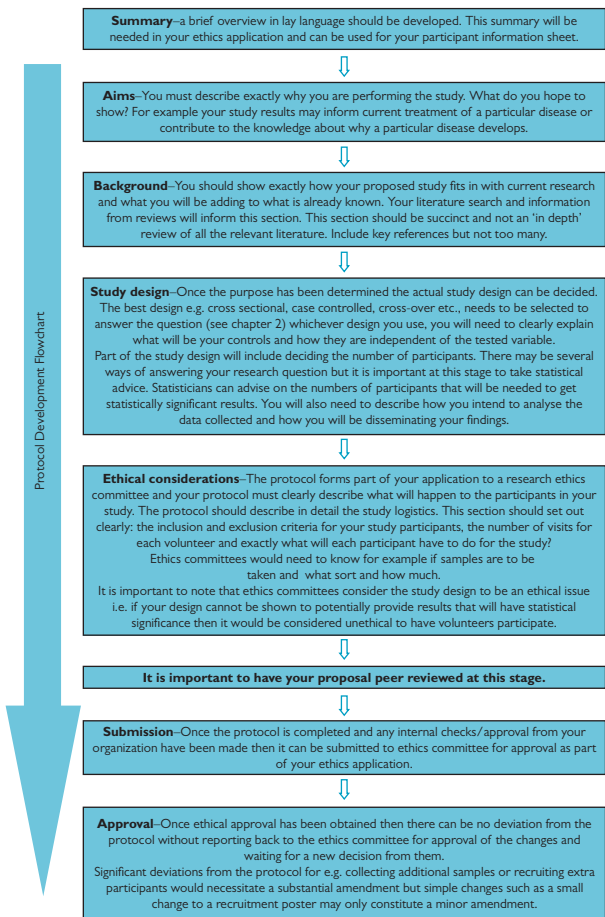 Summary–a brief overview in lay language should be developed. This summary will be
needed in your ethics application and can be used for your participant information sheet.
Aims–You must describe exactly why you are performing the study. What do you hope to
show? For example your study results may inform current treatment of a particular disease or
contribute to the knowledge about why a particular disease develops.
Background–You should show exactly how your proposed study fits in with current research
and what you will be adding to what is already known. Your literature search and information
from reviews will inform this section. This section should be succinct and not an ‘in depth’
review of all the relevant literature. Include key references but not too many.
Study design–Once the purpose has been determined the actual study design can be decided.
The best design e.g. cross sectional, case controlled, cross-over etc., needs to be selected to
answer the question (see chapter 2) whichever design you use, you will need to clearly explain
what will be your controls and how they are independent of the tested variable.
Part of the study design will include deciding the number of participants. There may be several
ways of answering your research question but it is important at this stage to take statistical
advice. Statisticians can advise on the numbers of participants that will be needed to get
statistically significant results. You will also need to describe how you intend to analyse the
data collected and how you will be disseminating your findings.
Protocol Development Flowchart
Ethical considerations–The protocol forms part of your application to a research ethics
committee and your protocol must clearly describe what will happen to the participants in your
study. The protocol should describe in detail the study logistics. This section should set out
clearly: the inclusion and exclusion criteria for your study participants, the number of visits for
each volunteer and exactly what will each participant have to do for the study?
Ethics committees would need to know for example if samples are to be
taken and what sort and how much.
It is important to note that ethics committees consider the study design to be an ethical issue
i.e. if your design cannot be shown to potentially provide results that will have statistical
significance then it would be considered unethical to have volunteers participate.
It is important to have your proposal peer reviewed at this stage.
Submission–Once the protocol is completed and any internal checks/approval from your
organization have been made then it can be submitted to ethics committee for approval as part
of your ethics application.
Approval–Once ethical approval has been obtained then there can be no deviation from the
protocol without reporting back to the ethics committee for approval of the changes and
waiting for a new decision from them.
Significant deviations from the protocol for e.g. collecting additional samples or recruiting extra
participants would necessitate a substantial amendment but simple changes such as a small
change to a recruitment poster may only constitute a minor amendment.